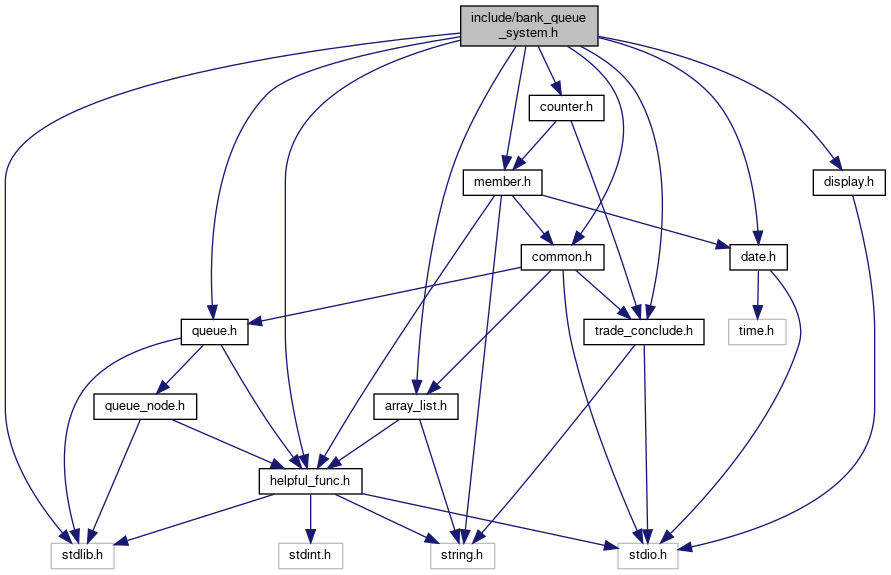 include/bank_queue
_system.h
counter.h
member.h
display.h
common.h
date.h
queue.h
trade_conclude.h
time.h
queue_node.h
array_list.h
helpful_func.h
stdlib.h
stdint.h
string.h
stdio.h